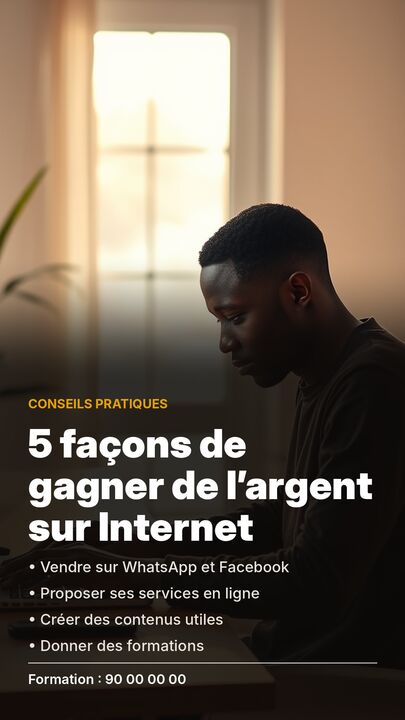 CONSEILS PRATIQUES
5 façons de
gagner de l’argent
sur Internet
• Vendre sur WhatsApp et Facebook
• Proposer ses services en ligne
• Créer des contenus utiles
• Donner des formations
Formation : 90 00 00 00